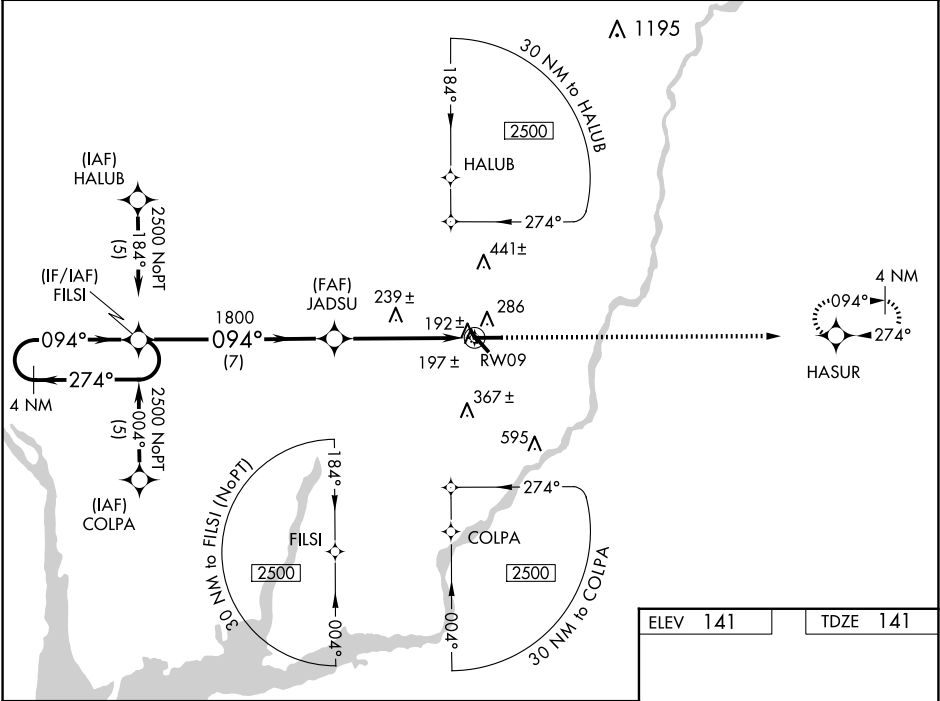 1195
30 NM to HALUB
184°
2500
HALUB
274°
(IAF)
HALUB
2500 NoPT
184°
(5)
441±
(IF/IAF)
FILSI
(FAF)
JADSU
239±
286
4 NM
094°
274°
HASUR
1800
094°
(7)
192±
197±
RW09
094°
274°
4 NM
2500 NoPT
004°
(5)
(IAF)
COLPA
367±
595
30 NM to FILSI (NoPT)
184°
FILSI
2500
004°
274°
COLPA
2500
004°
30 NM to COLPA
ELEV 141
TDZE 141